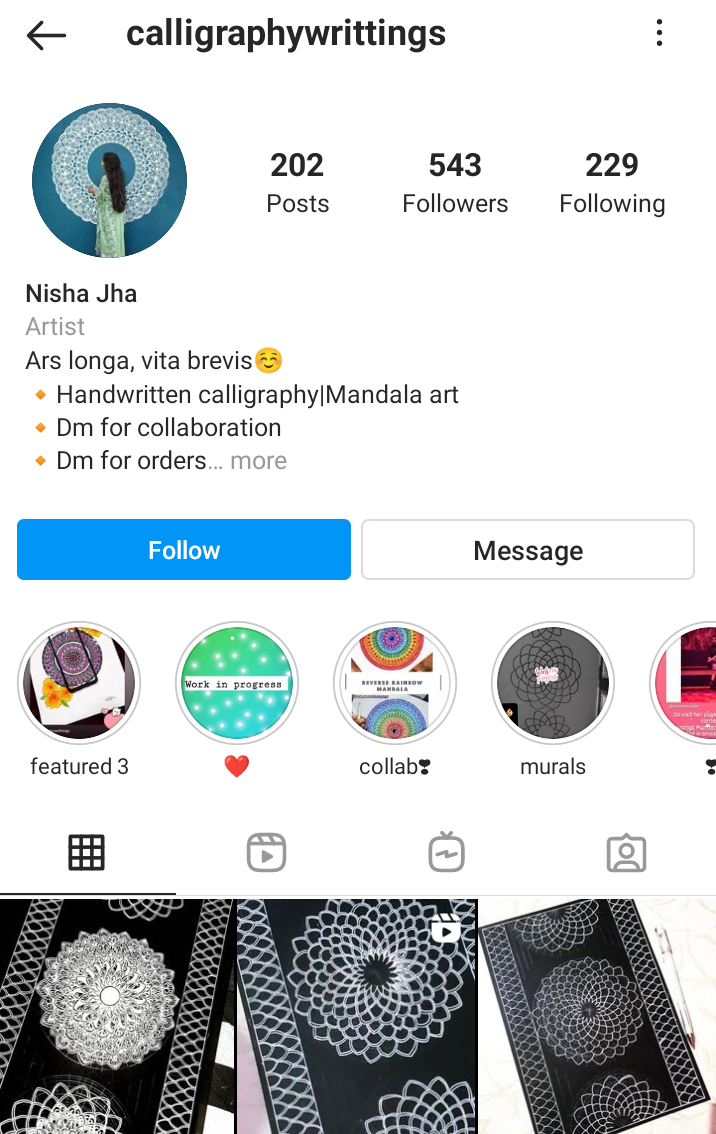 calligraphywrittings
202 543 229
Posts Followers Following
Nisha Jha
Artist
Ars longa, vita brevis☺️
🔸Handwritten calligraphy|Mandala art
🔸Dm for collaboration
🔸Dm for orders... more
Follow Message
Work in progress
REVERSE RAINBOW
MANDALA
featured 3 ❤️ collab❣ murals ❣